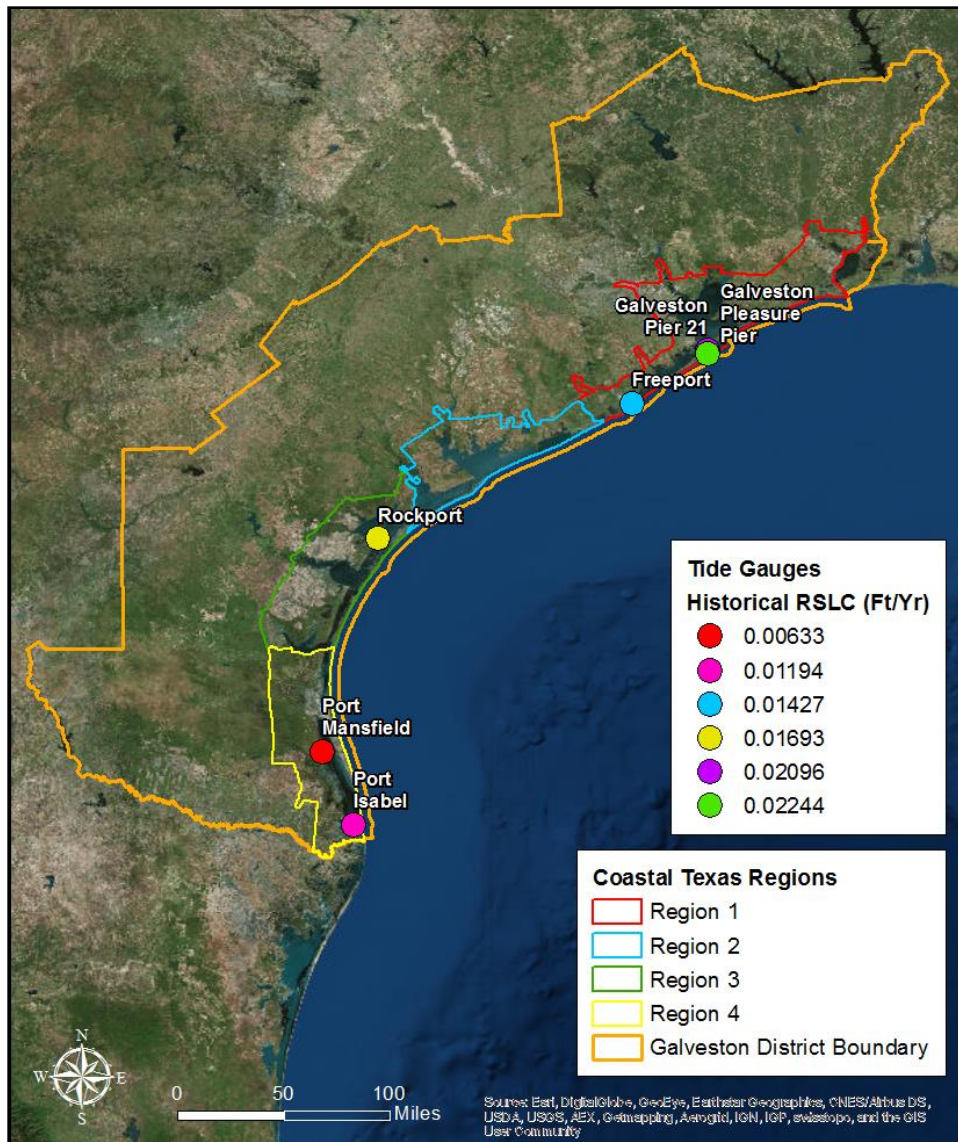 Galveston
Pier 21
Galveston
Pleasure
Pier
Freeport
Rockport
Port
Mansfield
Port
Isabel
Tide Gauges
Historical RSLC (Ft/Yr)
0.00633
0.01194
0.01427
0.01693
0.02096
0.02244
Coastal Texas Regions
Region 1
Region 2
Region 3
Region 4
Galveston District Boundary
N
W E
S
0 50 100
Miles
Source: Esri, DigitalGlobe, GeoEye, Earthstar Geographics, CNES/Airbus DS,
USDA, USGS, AEX, Getmapping, Aerogrid, IGN, IGP, swisstopo, and the GIS
User Community